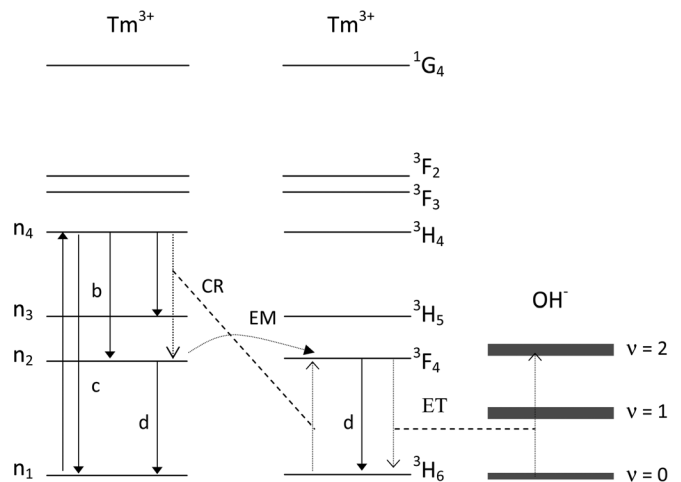 Tm³⁺ Tm³⁺
¹G₄
³F₂
³F₃
n₄ ³H₄
b CR OH⁻
n₃ EM ³H₅
ν = 2
n₂ ³F₄
c ET ν = 1
d d
n₁ ³H₆ ν = 0